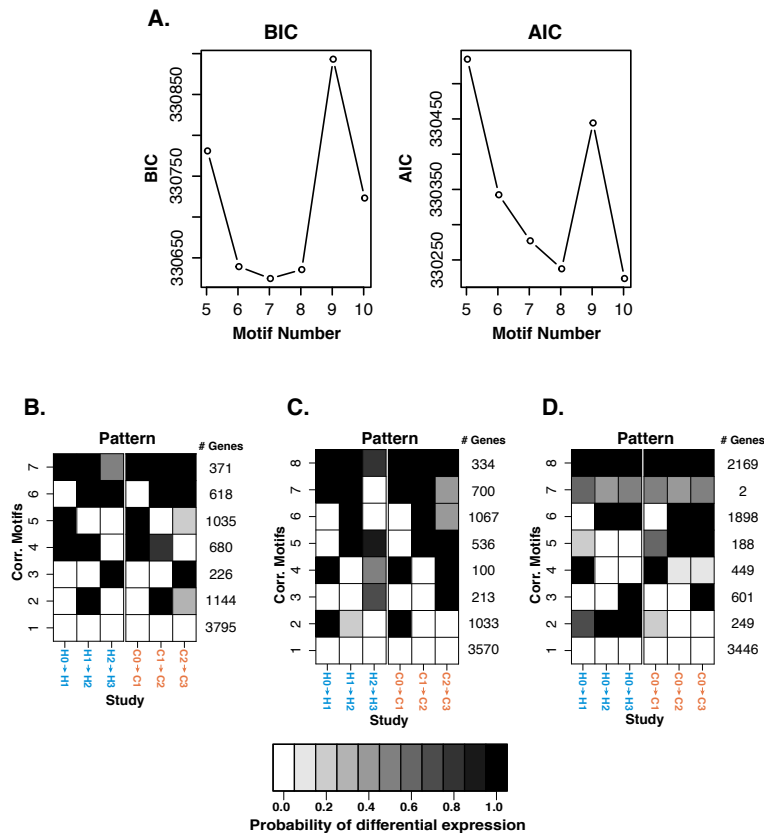 A.
BIC
AIC
BIC
330650
330750
330850
5 6 7 8 9 10
Motif Number
AIC
330250
330350
330450
5 6 7 8 9 10
Motif Number
B.
Pattern
# Genes
Corr. Motifs
7 371
6 618
5 1035
4 680
3 226
2 1144
1 3795
H0→H1
H1→H2
H2→H3
C0→C1
C1→C2
C2→C3
Study
C.
Pattern
# Genes
Corr. Motifs
8 334
7 700
6 1067
5 536
4 100
3 213
2 1033
1 3570
H0→H1
H1→H2
H2→H3
C0→C1
C1→C2
C2→C3
Study
D.
Pattern
# Genes
Corr. Motifs
8 2169
7 2
6 1898
5 188
4 449
3 601
2 249
1 3446
H0→H1
H0→H2
H0→H3
C0→C1
C0→C2
C0→C3
Study
0.0 0.2 0.4 0.6 0.8 1.0
Probability of differential expression